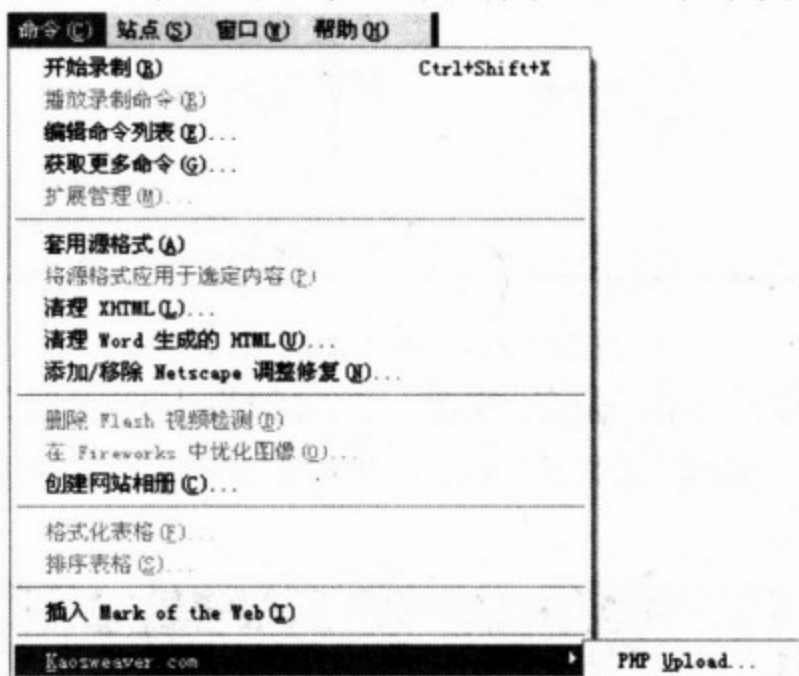 命令(C) 站点(S) 窗口(W) 帮助(H)
开始录制(R) Ctrl+Shift+X
播放录制命令(R)
编辑命令列表(E)...
获取更多命令(G)...
扩展管理(M)...
套用源格式(A)
将源格式应用于选定内容(P)
清理 XHTML(L)...
清理 Word 生成的 HTML(U)...
添加/移除 Netscape 调整修复(N)...
删除 Flash 视频检测(D)
在 Fireworks 中优化图像(O)...
创建网站相册(C)...
格式化表格(F)...
排序表格(S)...
插入 Mark of the Web(I)
Kaosweaver.com PHP Upload...